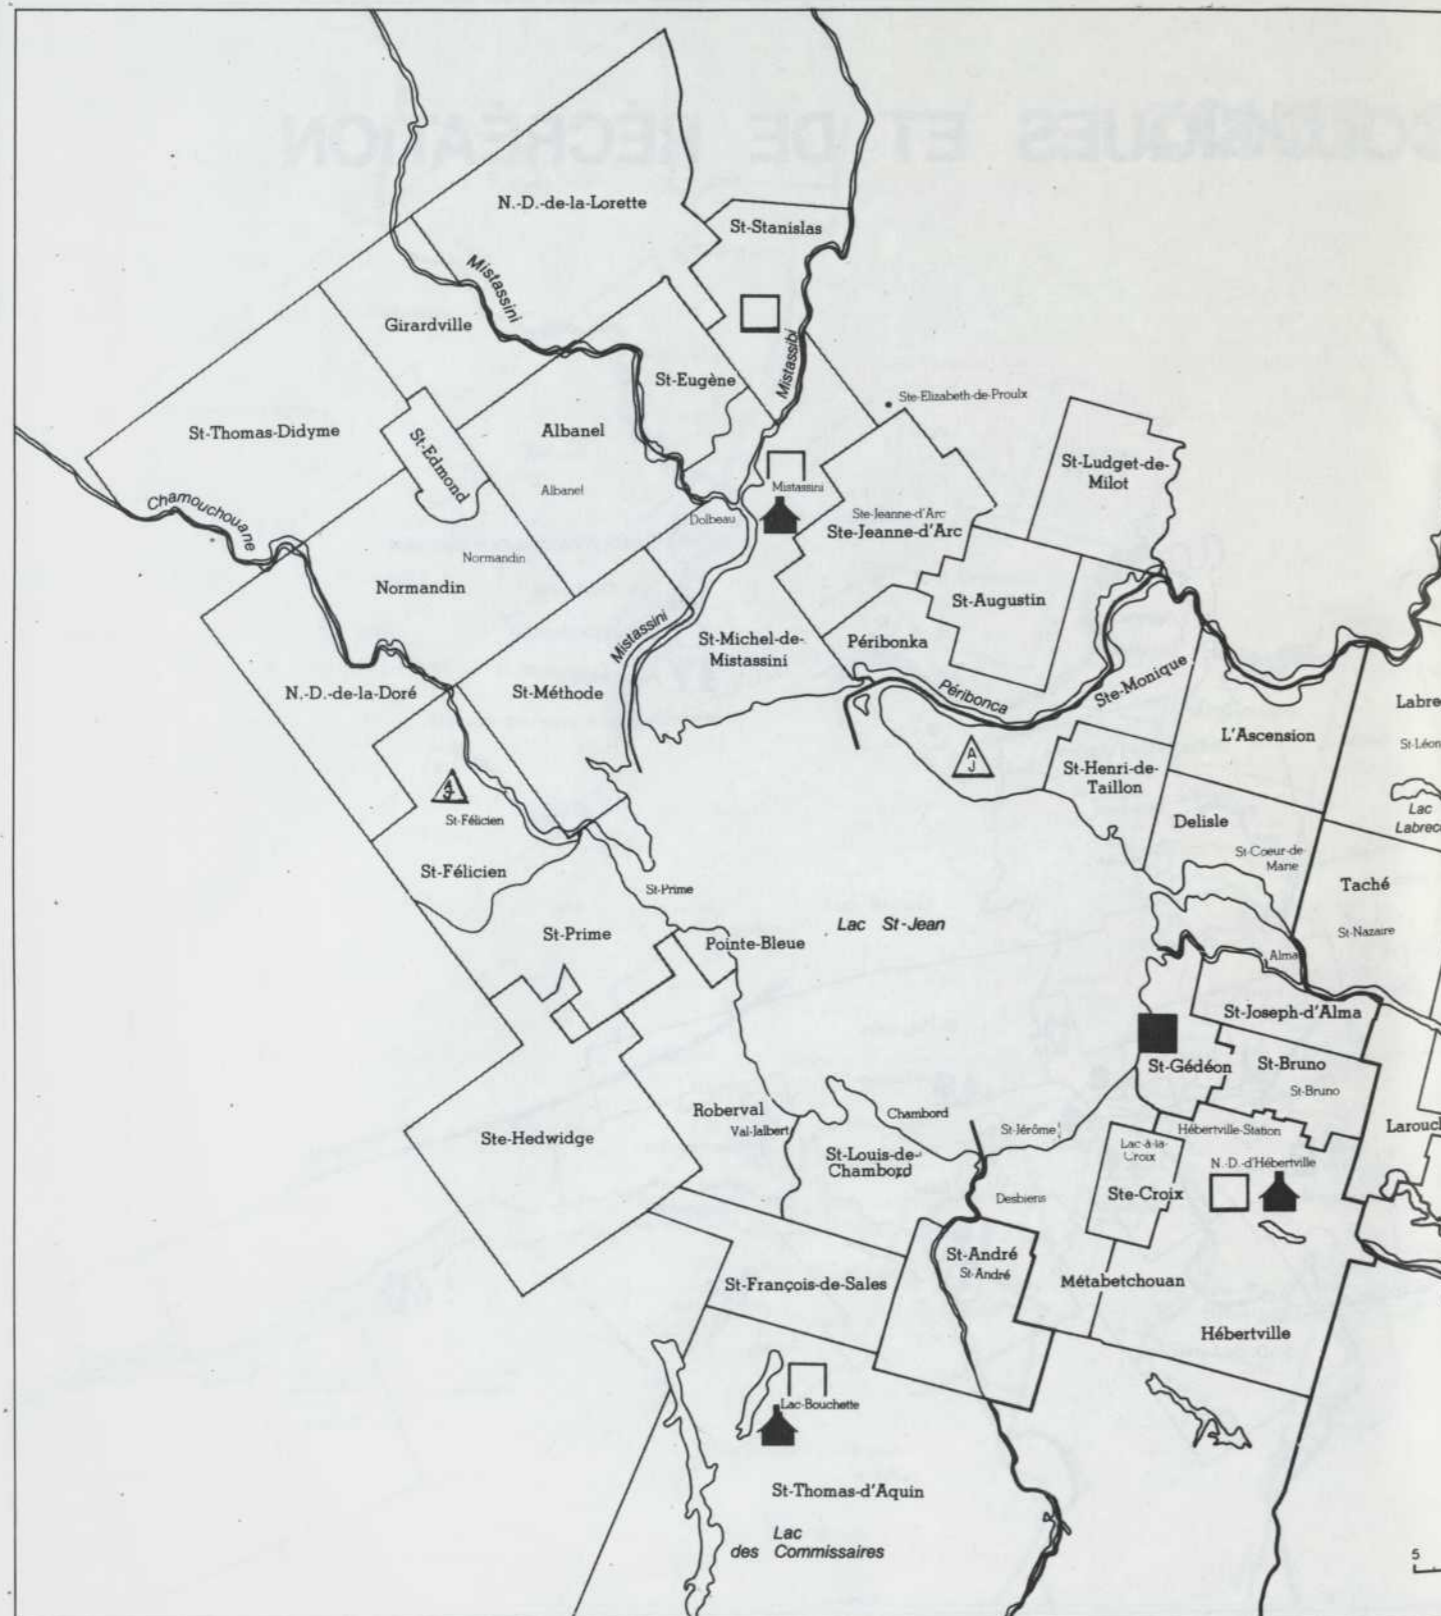 N.-D.-de-la-Lorette
St-Stanislas
Mistassini
Girardville
Mistassibi
St-Eugène
Ste-Elizabeth-de-Proulx
St-Thomas-Didyme
St-Edmond
Albanel
Albanel
St-Ludget-de-
Milot
Mistassini
Chamouchouane
Dolbeau
Ste-Jeanne-d'Arc
Ste-Jeanne-d'Arc
Normandin
Normandin
St-Augustin
Mistassini
St-Michel-de-
Mistassini
Péribonka
N.-D.-de-la-Doré
St-Méthode
Péribonca
Ste-Monique
Labre
L'Ascension
St-Léon
A
J
St-Henri-de-
Taillon
A
J
St-Félicien
Delisle
Lac
Labrec
St-Coeur-de-
Marie
St-Félicien
St-Prime
Taché
Lac St-Jean
St-Prime
Pointe-Bleue
St-Nazaire
Alma
St-Joseph-d'Alma
St-Gédéon
St-Bruno
St-Bruno
Roberval
Val-Jalbert
Chambord
St-Jérôme
Hébertville-Station
Larouch
Ste-Hedwidge
St-Louis-de-
Chambord
Lac-à-la-
Croix
N.-D.-d'Hébertville
Desbiens
Ste-Croix
St-André
St-André
St-François-de-Sales
Métabetchouan
Hébertville
Lac-Bouchette
St-Thomas-d'Aquin
Lac
des Commissaires
5